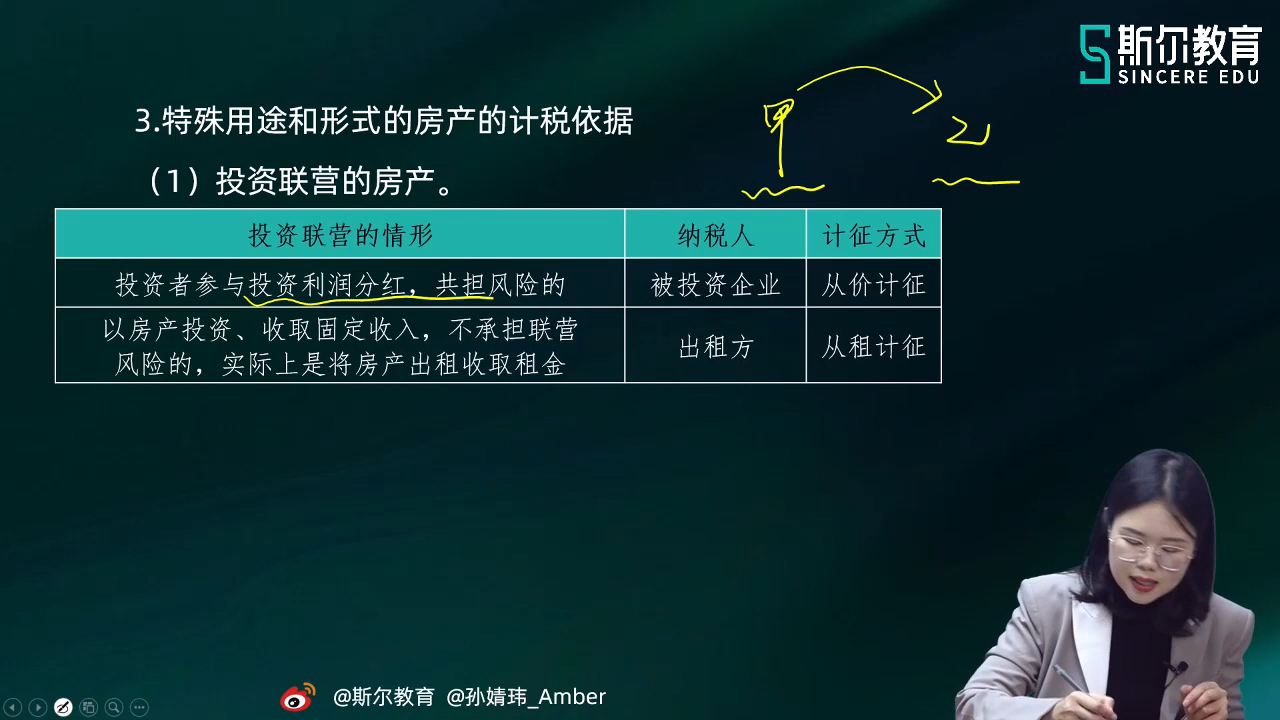 斯尔教育
SINCERE EDU
3.特殊用途和形式的房产的计税依据
甲
乙
（1）投资联营的房产。
投资联营的情形 纳税人 计征方式
投资者参与投资利润分红，共担风险的 被投资企业 从价计征
以房产投资、收取固定收入，不承担联营
风险的，实际上是将房产出租收取租金 出租方 从租计征
@斯尔教育 @孙婧玮_Amber